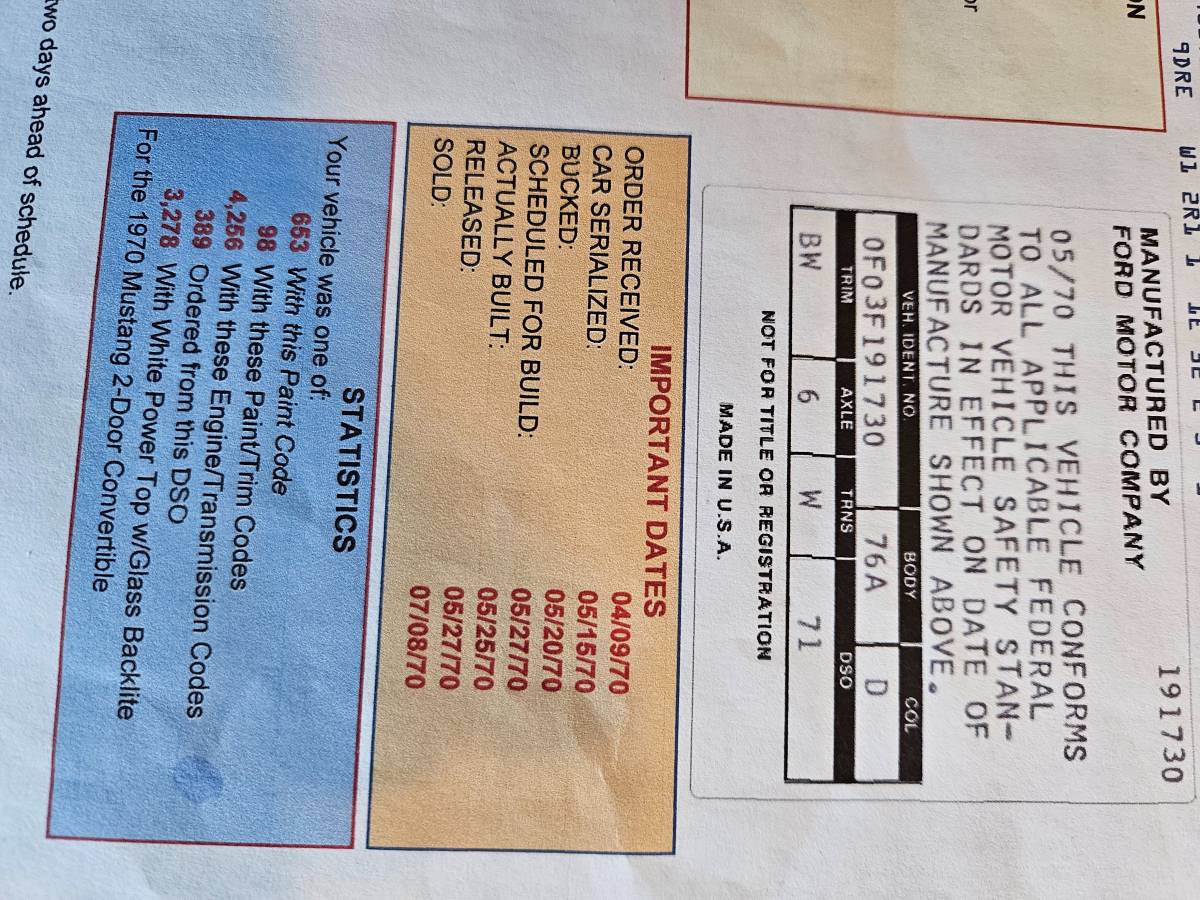 ON
or
9DRE W1 2R1 1
191730
MANUFACTURED BY
FORD MOTOR COMPANY
05/70 THIS VEHICLE CONFORMS
TO ALL APPLICABLE FEDERAL
MOTOR VEHICLE SAFETY STAN-
DARDS IN EFFECT ON DATE OF
MANUFACTURE SHOWN ABOVE.
VEH. IDENT. NO. BODY COL
0F03F191730 76A D
TRIM AXLE TRNS DSO
BW 6 W 71
NOT FOR TITLE OR REGISTRATION
MADE IN U.S.A.
IMPORTANT DATES
ORDER RECEIVED: 04/09/70
CAR SERIALIZED: 05/15/70
BUCKED: 05/20/70
SCHEDULED FOR BUILD: 05/27/70
ACTUALLY BUILT: 05/25/70
RELEASED: 05/27/70
SOLD: 07/08/70
STATISTICS
Your vehicle was one of:
653 With this Paint Code
98 With these Paint/Trim Codes
4,256 With these Engine/Transmission Codes
389 Ordered from this DSO
3,278 With White Power Top w/Glass Backlite
For the 1970 Mustang 2-Door Convertible
two days ahead of schedule.